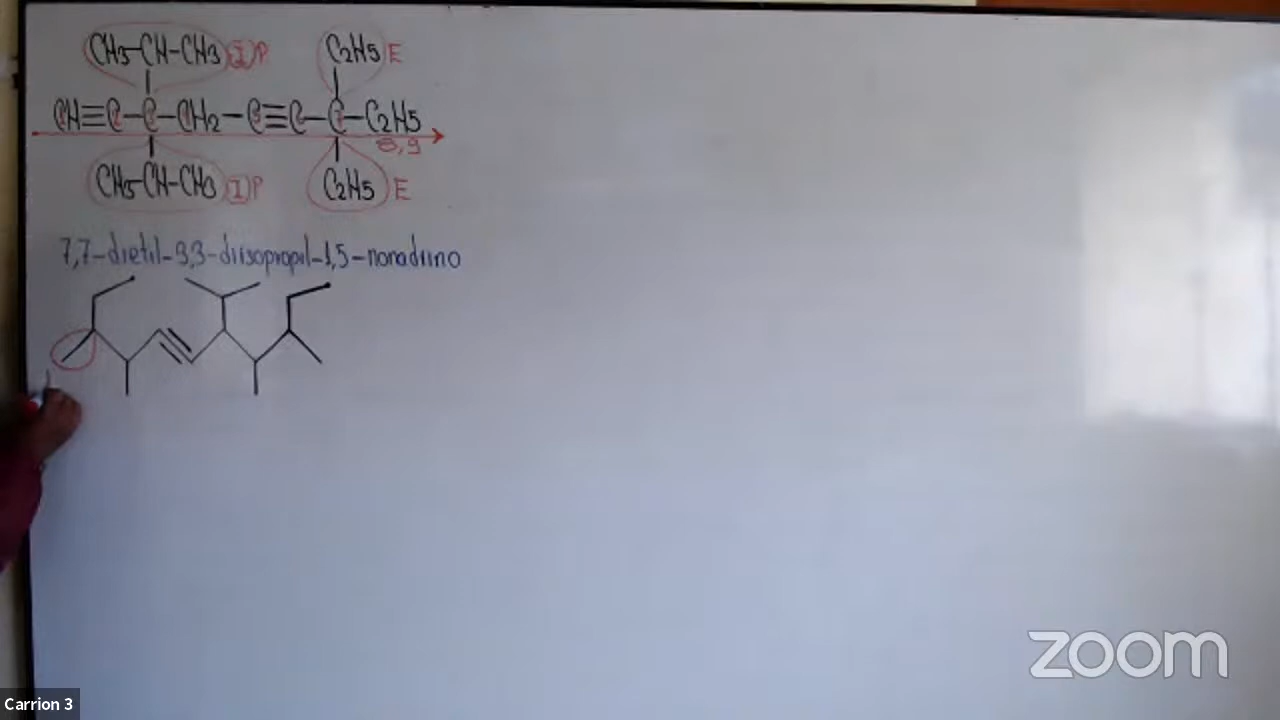 CH3-CH-CH3 (I)P C2H5 E
CH≡C-C-CH2-C≡C-C-C2H5
8,9
CH3-CH-CH3 (I)P C2H5 E
7,7-dietil-3,3-diisopropil-1,5-nonadiino
zoom
Carrion 3